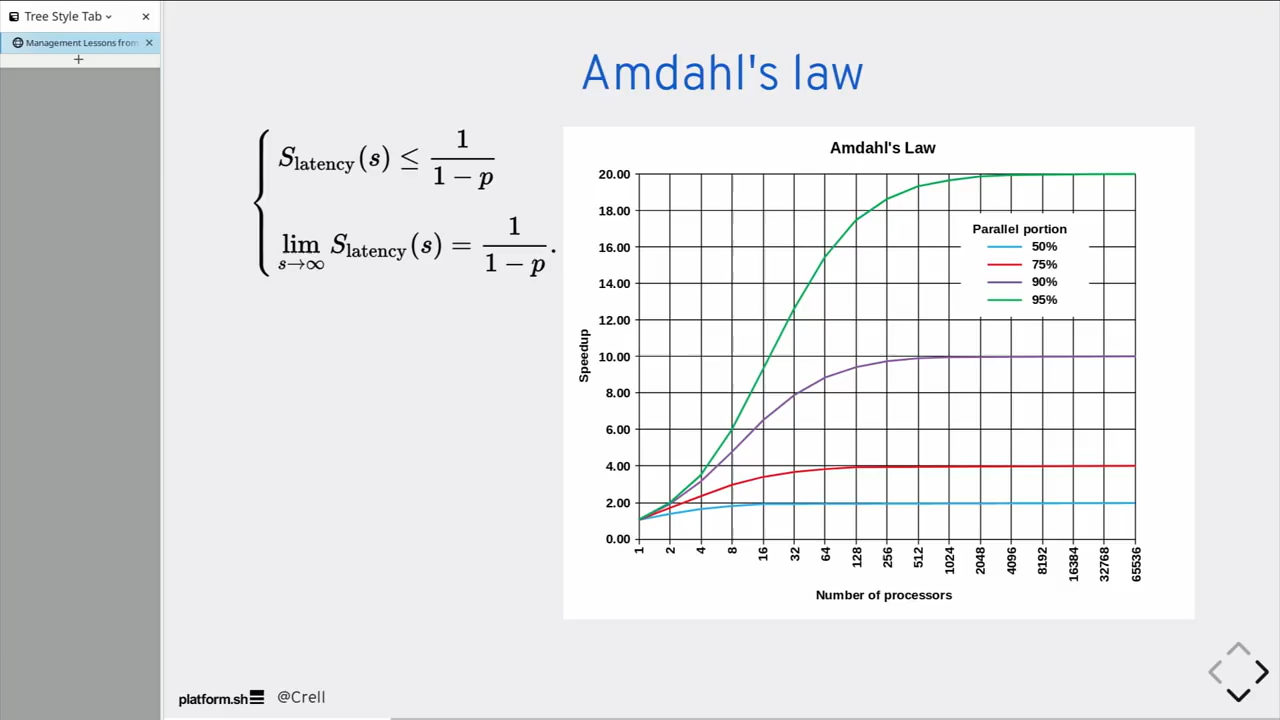 Tree Style Tab
Management Lessons from
Amdahl's law
S_latency(s) ≤ 1/(1 − p)
lim s→∞ S_latency(s) = 1/(1 − p).
Amdahl's Law
20.00
18.00
16.00
14.00
12.00
10.00
8.00
6.00
4.00
2.00
0.00
Speedup
Parallel portion
50%
75%
90%
95%
1 2 4 8 16 32 64 128 256 512 1024 2048 4096 8192 16384 32768 65536
Number of processors
platform.sh @Crell